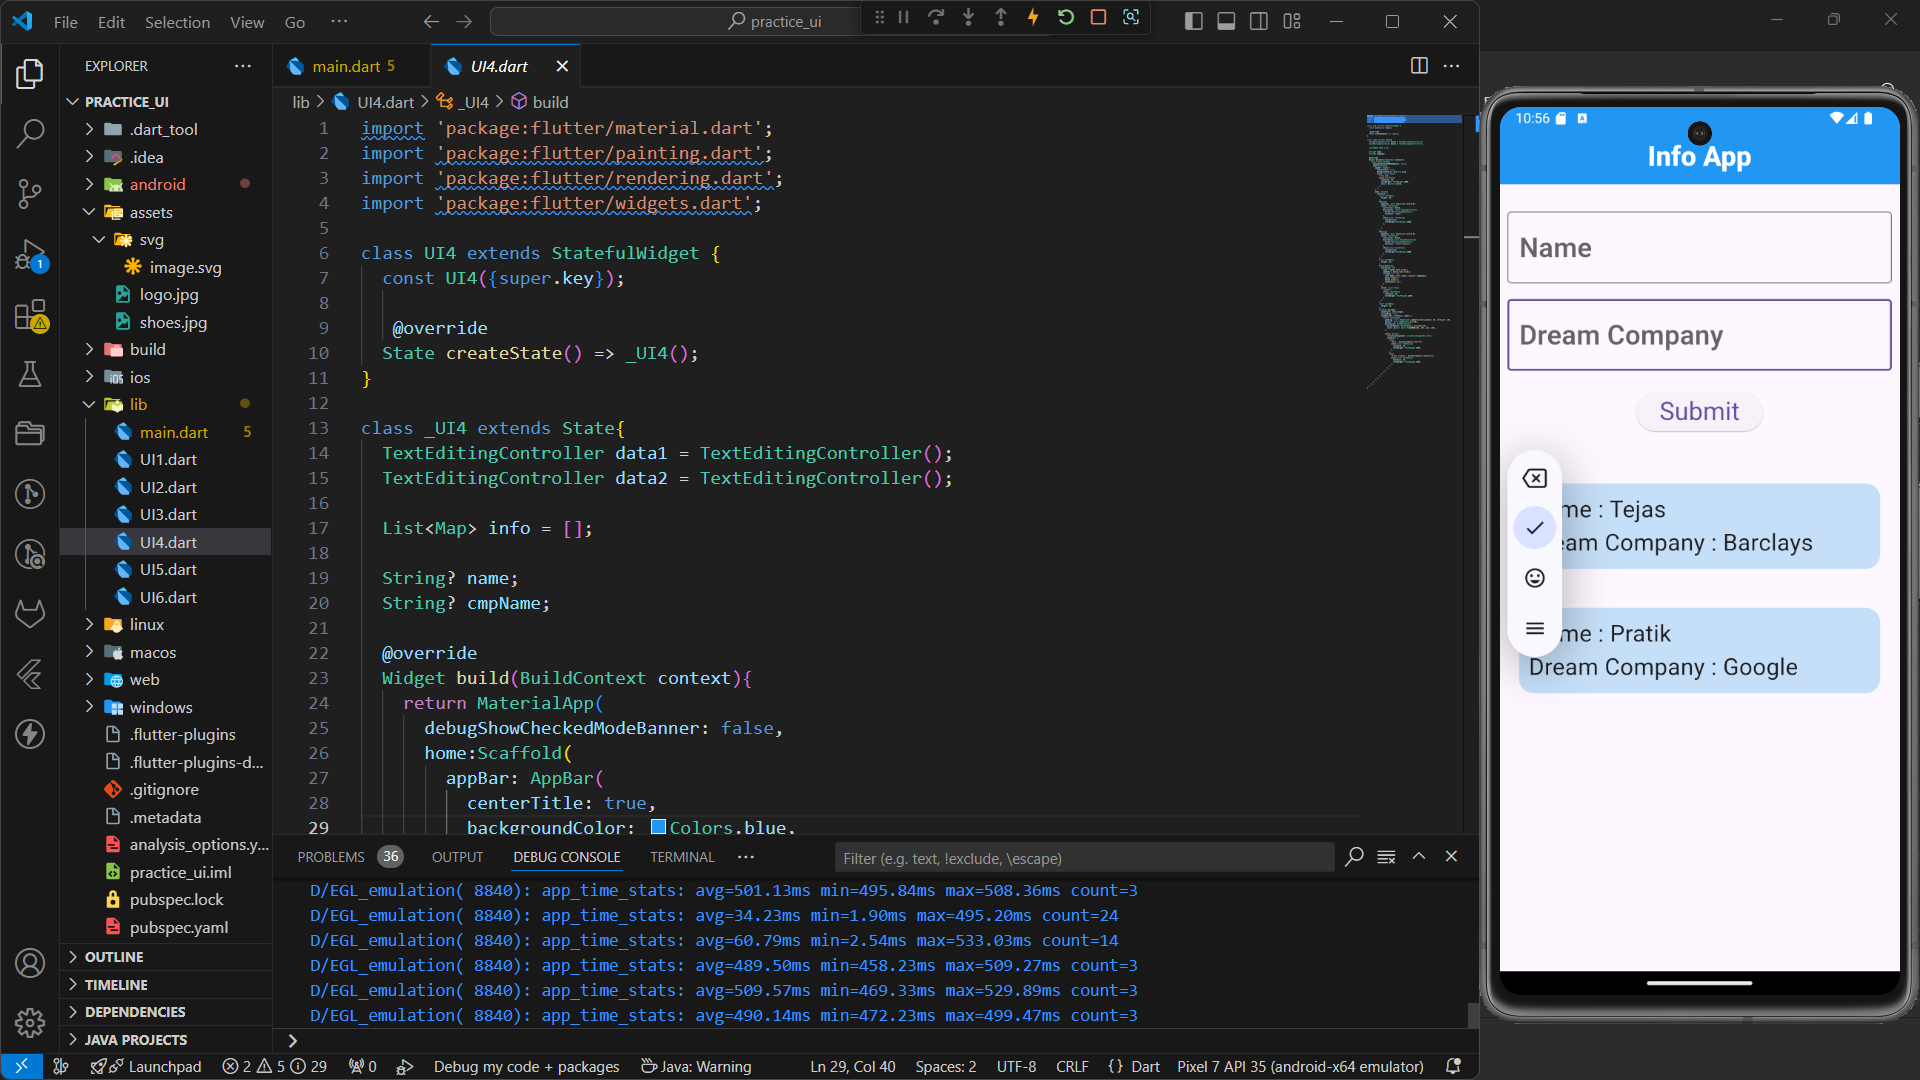 File Edit Selection View Go ··· practice_ui
EXPLORER
PRACTICE_UI
.dart_tool
.idea
android
assets
svg
image.svg
logo.jpg
shoes.jpg
build
ios
lib
main.dart 5
UI1.dart
UI2.dart
UI3.dart
UI4.dart
UI5.dart
UI6.dart
linux
macos
web
windows
.flutter-plugins
.flutter-plugins-d...
.gitignore
.metadata
analysis_options.y...
practice_ui.iml
pubspec.lock
pubspec.yaml
OUTLINE
TIMELINE
DEPENDENCIES
JAVA PROJECTS
1
main.dart 5 UI4.dart
lib > UI4.dart > _UI4 > build
1 import 'package:flutter/material.dart';
2 import 'package:flutter/painting.dart';
3 import 'package:flutter/rendering.dart';
4 import 'package:flutter/widgets.dart';
5
6 class UI4 extends StatefulWidget {
7 const UI4({super.key});
8
9 @override
10 State createState() => _UI4();
11 }
12
13 class _UI4 extends State{
14 TextEditingController data1 = TextEditingController();
15 TextEditingController data2 = TextEditingController();
16
17 List<Map> info = [];
18
19 String? name;
20 String? cmpName;
21
22 @override
23 Widget build(BuildContext context){
24 return MaterialApp(
25 debugShowCheckedModeBanner: false,
26 home:Scaffold(
27 appBar: AppBar(
28 centerTitle: true,
29 backgroundColor: Colors.blue,
PROBLEMS 36 OUTPUT DEBUG CONSOLE TERMINAL ··· Filter (e.g. text, !exclude, \escape)
D/EGL_emulation( 8840): app_time_stats: avg=501.13ms min=495.84ms max=508.36ms count=3
D/EGL_emulation( 8840): app_time_stats: avg=34.23ms min=1.90ms max=495.20ms count=24
D/EGL_emulation( 8840): app_time_stats: avg=60.79ms min=2.54ms max=533.03ms count=14
D/EGL_emulation( 8840): app_time_stats: avg=489.50ms min=458.23ms max=509.27ms count=3
D/EGL_emulation( 8840): app_time_stats: avg=509.57ms min=469.33ms max=529.89ms count=3
D/EGL_emulation( 8840): app_time_stats: avg=490.14ms min=472.23ms max=499.47ms count=3
>
Launchpad 2 5 29 0 Debug my code + packages Java: Warning Ln 29, Col 40 Spaces: 2 UTF-8 CRLF {} Dart Pixel 7 API 35 (android-x64 emulator)
10:56
Info App
Name
Dream Company
Submit
me : Tejas
eam Company : Barclays
me : Pratik
Dream Company : Google